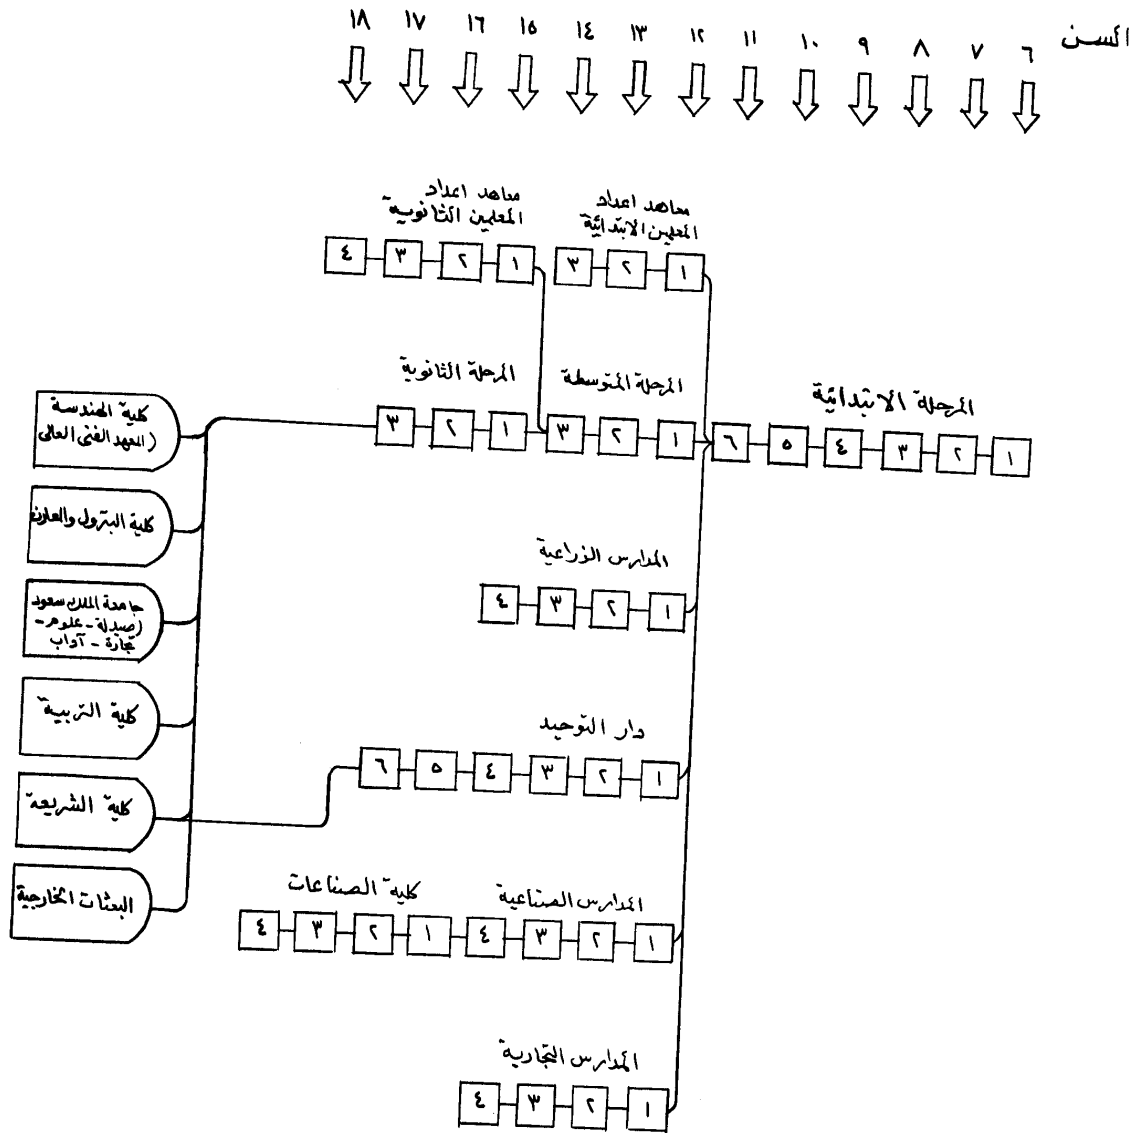 السن ٦ ٧ ٨ ٩ ١٠ ١١ ١٢ ١٣ ١٤ ١٥ ١٦ ١٧ ١٨
معاهد اعداد
المعلمين الابتدائية
١ ٢ ٣
معاهد اعداد
المعلمين الثانوية
١ ٢ ٣ ٤
المرحلة الابتدائية
١ ٢ ٣ ٤ ٥ ٦
المرحلة المتوسطة
١ ٢ ٣
المرحلة الثانوية
١ ٢ ٣
المدارس الزراعية
١ ٢ ٣ ٤
دار التوحيد
١ ٢ ٣ ٤ ٥ ٦
المدارس الصناعية
١ ٢ ٣ ٤
كلية الصناعات
١ ٢ ٣ ٤
المدارس التجارية
١ ٢ ٣ ٤
كلية الهندسة
(المعهد الفنى العالى
كلية البترول والمعادن
جامعة الملك سعود
(صيدلة - علوم -
تجارة - آداب
كلية التربية
كلية الشريعة
البعثات الخارجية